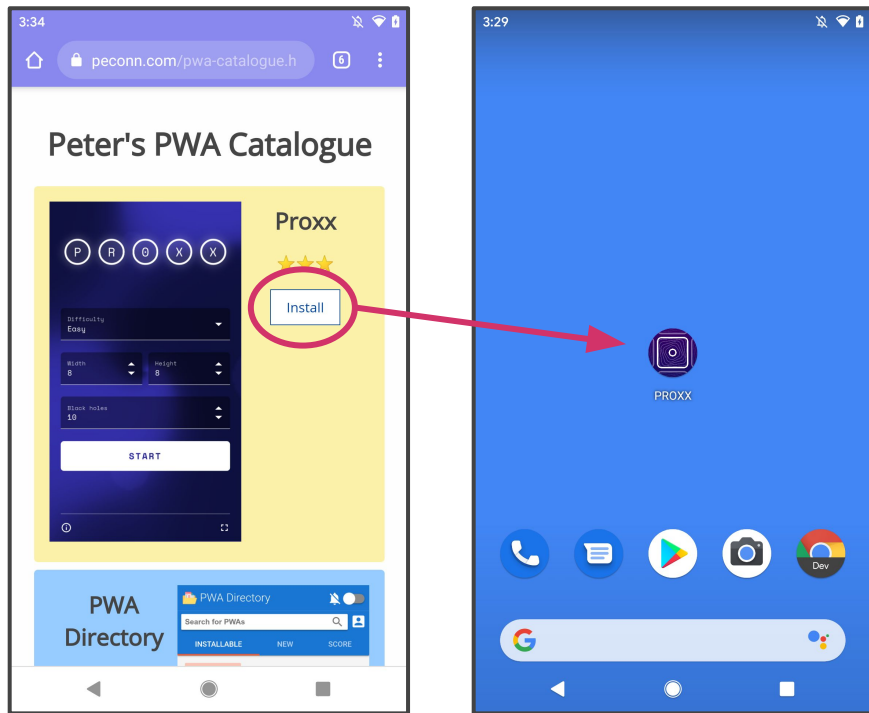 3:34
peconn.com/pwa-catalogue.h
6
Peter's PWA Catalogue
PR0XX
Difficulty
Easy
Width
8
Height
8
Black holes
10
START
Proxx
Install
PWA
Directory
PWA Directory
Search for PWAs
INSTALLABLE NEW SCORE
3:29
PROXX
Dev
G